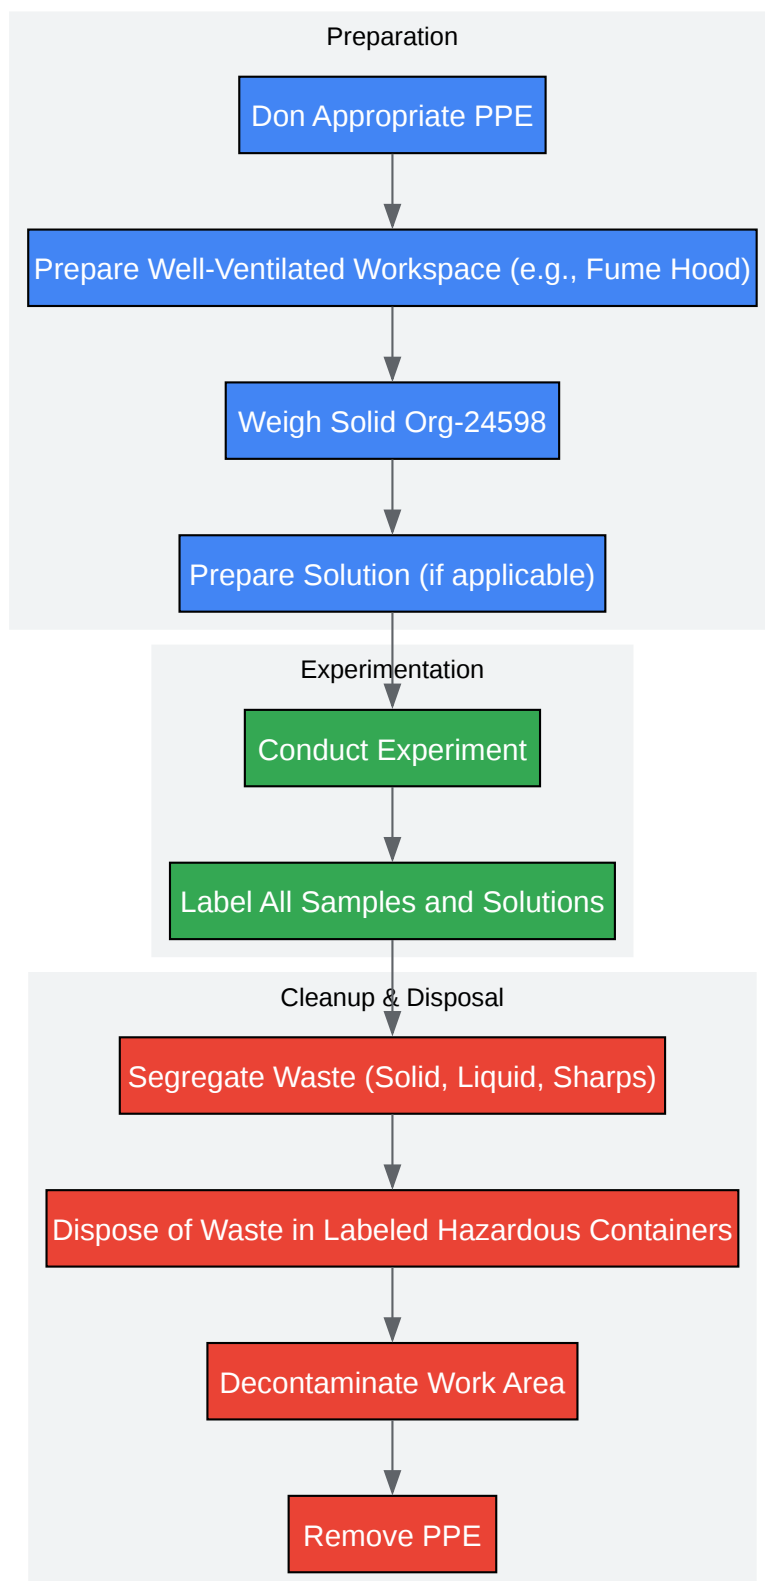 Preparation
Don Appropriate PPE
Prepare Well-Ventilated Workspace (e.g., Fume Hood)
Weigh Solid Org-24598
Prepare Solution (if applicable)
Experimentation
Conduct Experiment
Label All Samples and Solutions
Cleanup & Disposal
Segregate Waste (Solid, Liquid, Sharps)
Dispose of Waste in Labeled Hazardous Containers
Decontaminate Work Area
Remove PPE